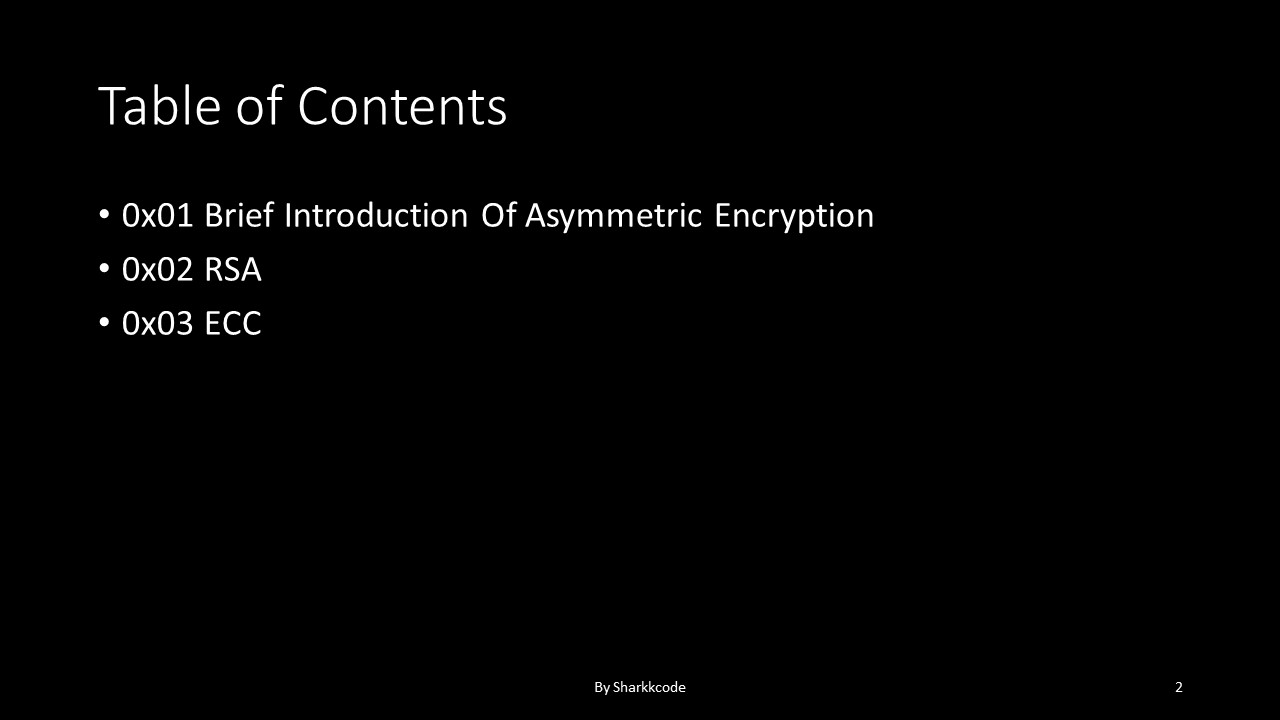 Table of Contents
• 0x01 Brief Introduction Of Asymmetric Encryption
• 0x02 RSA
• 0x03 ECC
By Sharkkcode
2